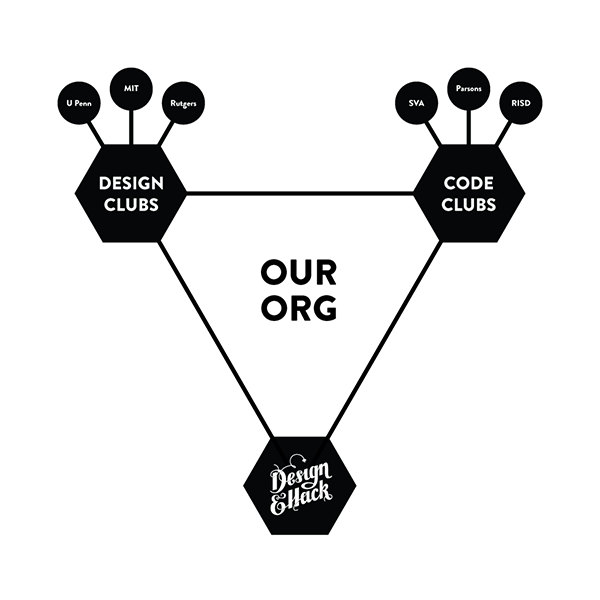 U Penn
MIT
Rutgers
SVA
Parsons
RISD
DESIGN
CLUBS
CODE
CLUBS
OUR
ORG
Design
&Hack